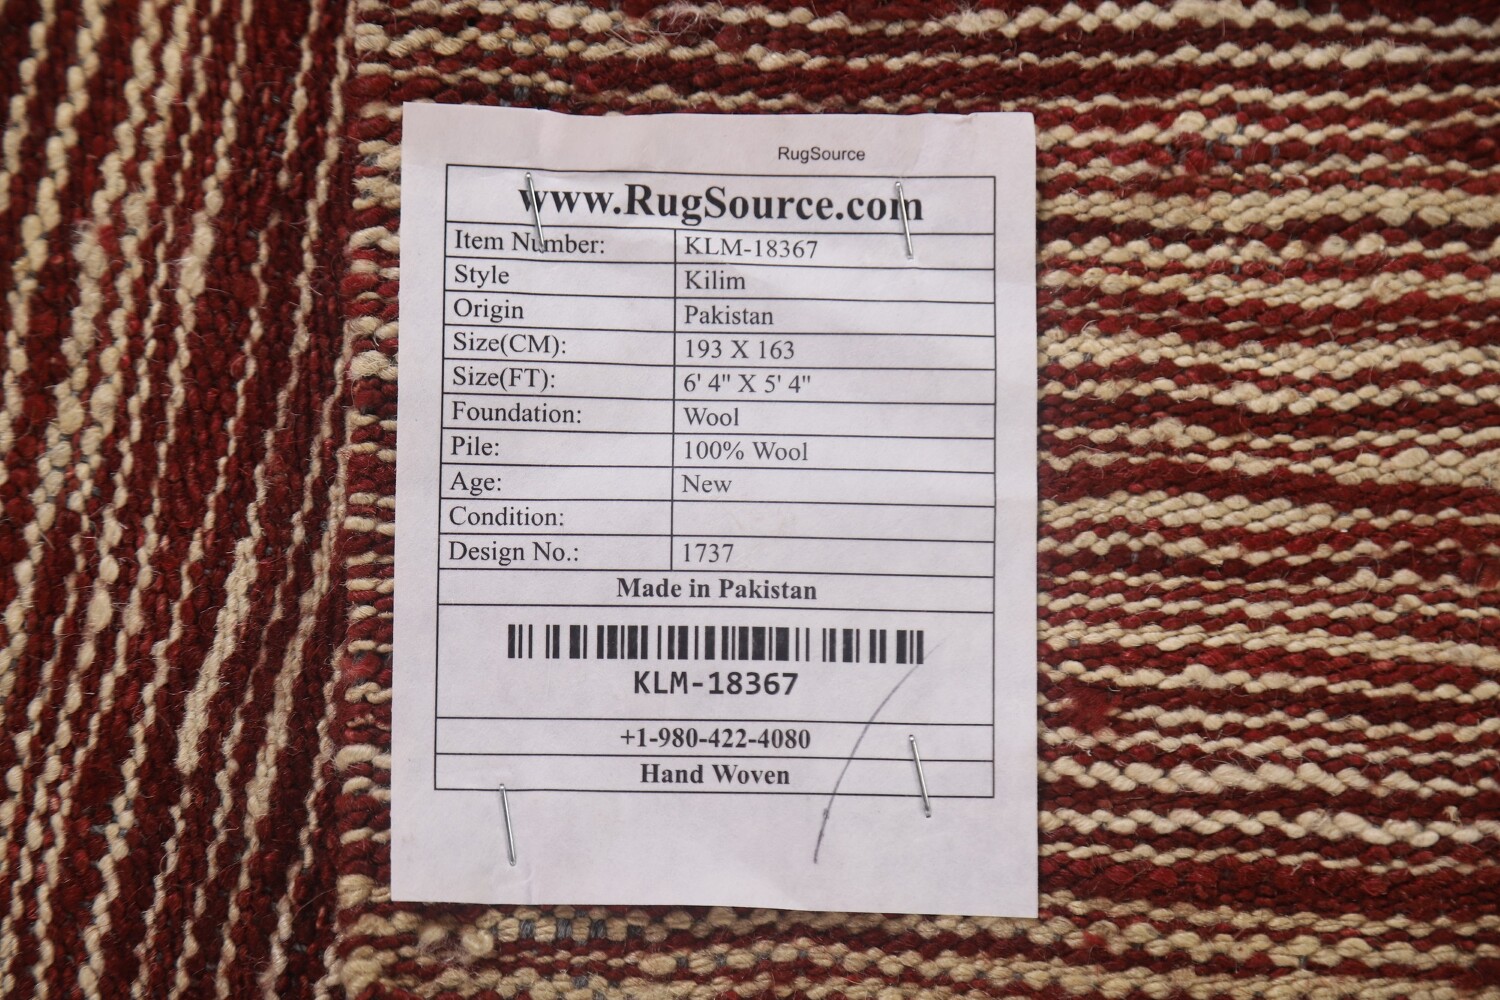 RugSource
www.RugSource.com
Item Number: KLM-18367
Style Kilim
Origin Pakistan
Size(CM): 193 X 163
Size(FT): 6' 4" X 5' 4"
Foundation: Wool
Pile: 100% Wool
Age: New
Condition:
Design No.: 1737
Made in Pakistan
KLM-18367
+1-980-422-4080
Hand Woven